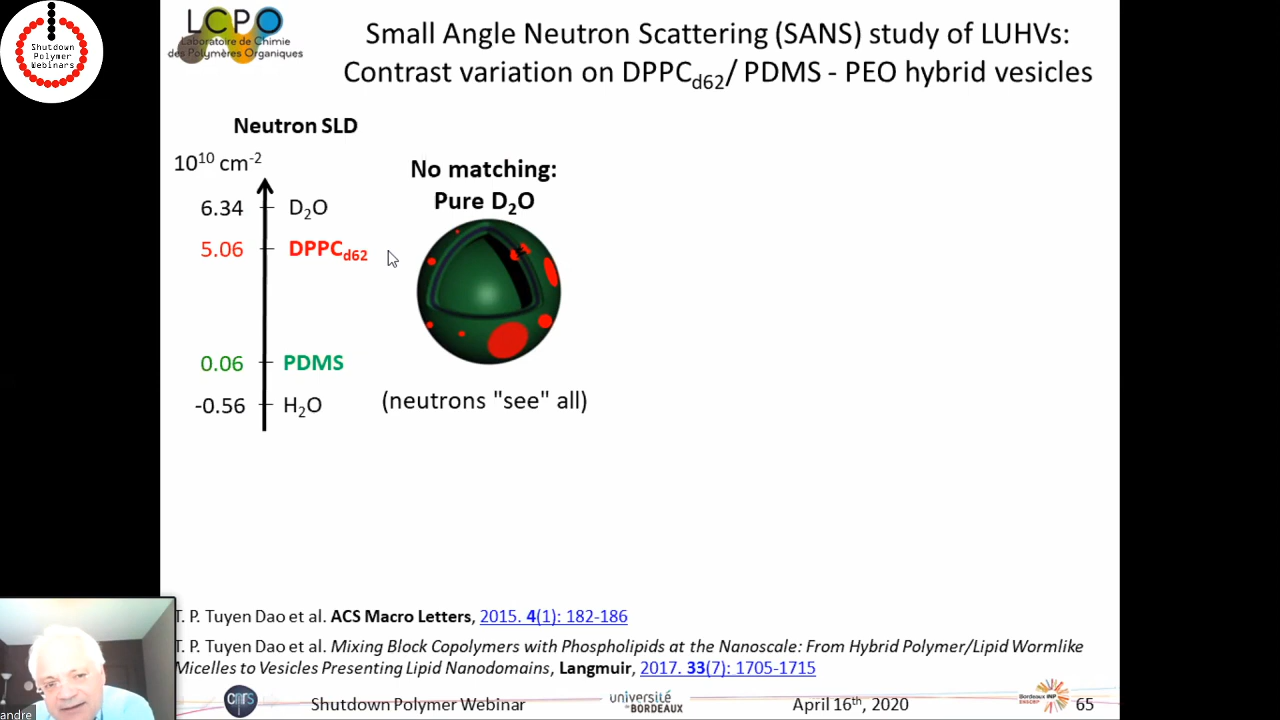 Shutdown
Polymer
Webinars
LCPO
Laboratoire de Chimie
des Polymères Organiques
Small Angle Neutron Scattering (SANS) study of LUHVs:
Contrast variation on DPPCd62/ PDMS - PEO hybrid vesicles
Neutron SLD
10¹⁰ cm⁻²
6.34 D₂O
5.06 DPPCd62
0.06 PDMS
-0.56 H₂O
No matching:
Pure D₂O
(neutrons "see" all)
T. P. Tuyen Dao et al. ACS Macro Letters, 2015. 4(1): 182-186
T. P. Tuyen Dao et al. Mixing Block Copolymers with Phospholipids at the Nanoscale: From Hybrid Polymer/Lipid Wormlike
Micelles to Vesicles Presenting Lipid Nanodomains, Langmuir, 2017. 33(7): 1705-1715
cnrs
Shutdown Polymer Webinar
université
de BORDEAUX
April 16th, 2020
Bordeaux INP
65
andre